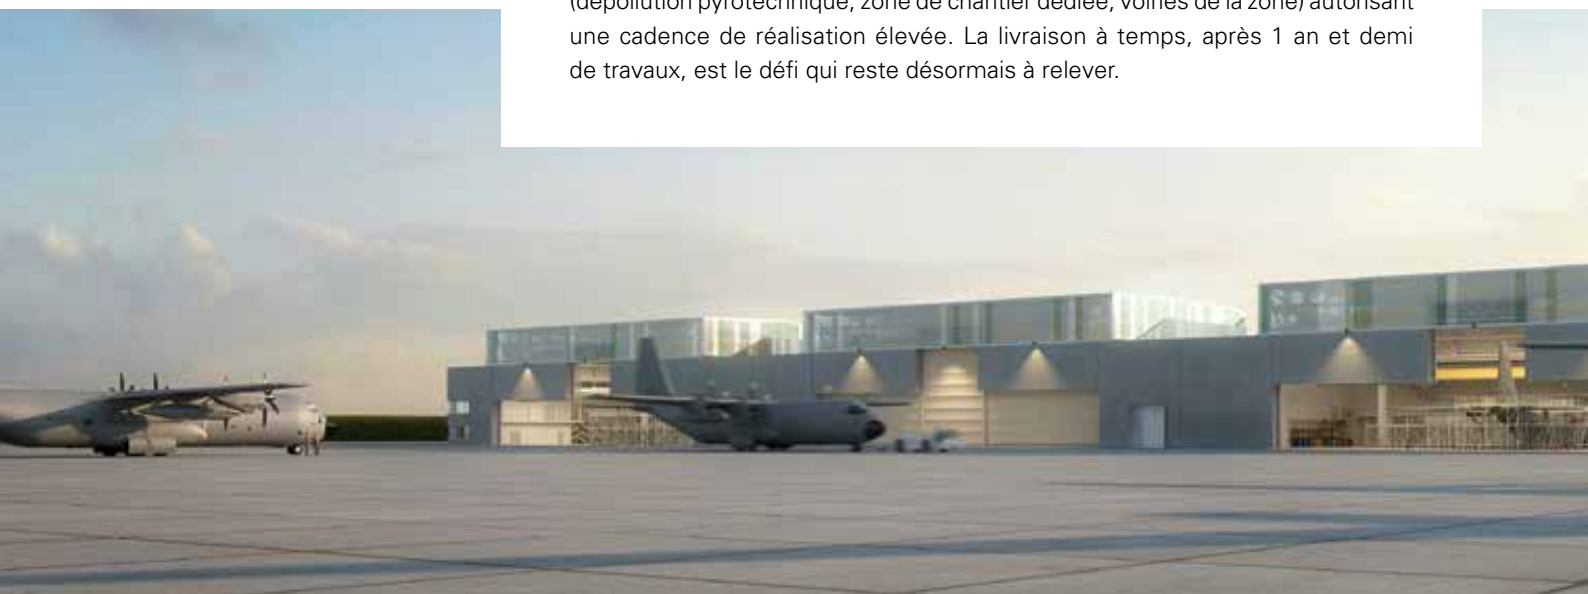 (dépollution pyrotechnique, zone de chantier dédiée, voiries de la zone) autorisant
une cadence de réalisation élevée. La livraison à temps, après 1 an et demi
de travaux, est le défi qui reste désormais à relever.